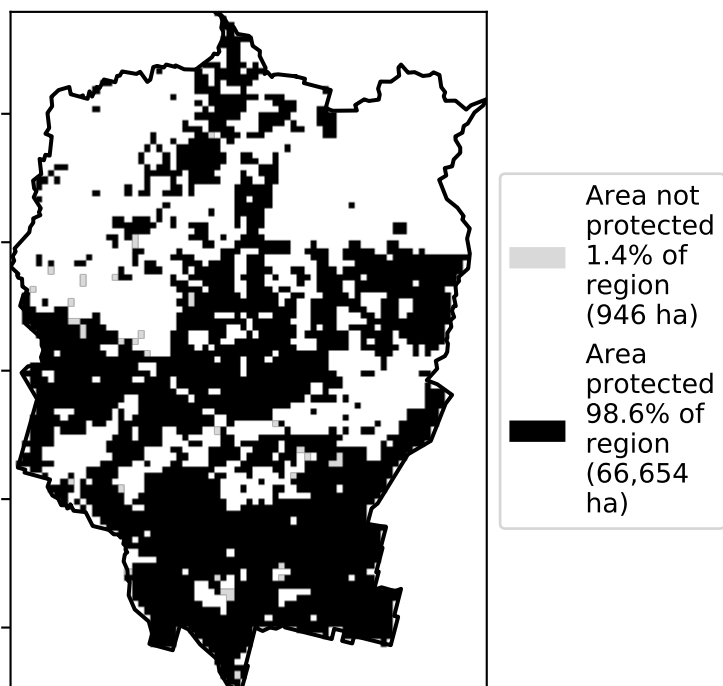 Area not
protected
1.4% of
region
(946 ha)
Area
protected
98.6% of
region
(66,654
ha)